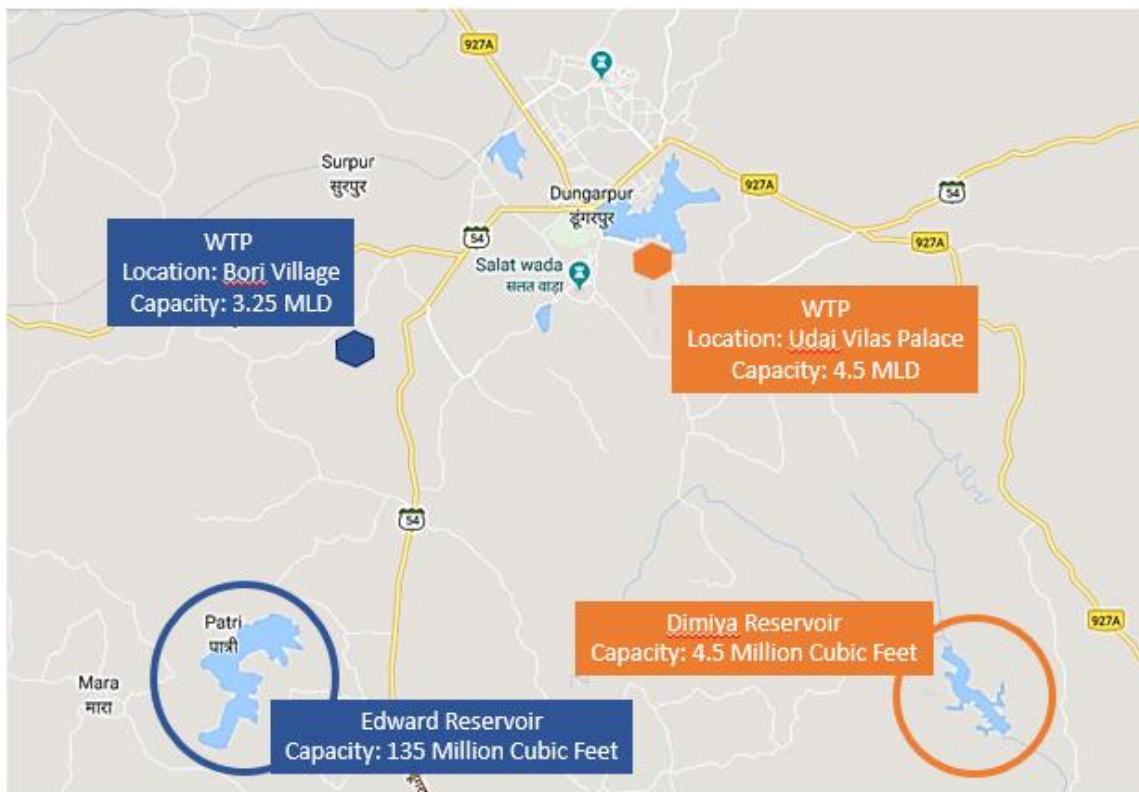 927A
Surpur
सुरपुर
Dungarpur
डूंगरपुर
927A
54
54
927A
WTP
Location: Bori Village
Capacity: 3.25 MLD
Salat wada
सलत वाड़ा
WTP
Location: Udai Vilas Palace
Capacity: 4.5 MLD
54
Patri
पात्री
Mara
मारा
Edward Reservoir
Capacity: 135 Million Cubic Feet
Dimiya Reservoir
Capacity: 4.5 Million Cubic Feet
927A